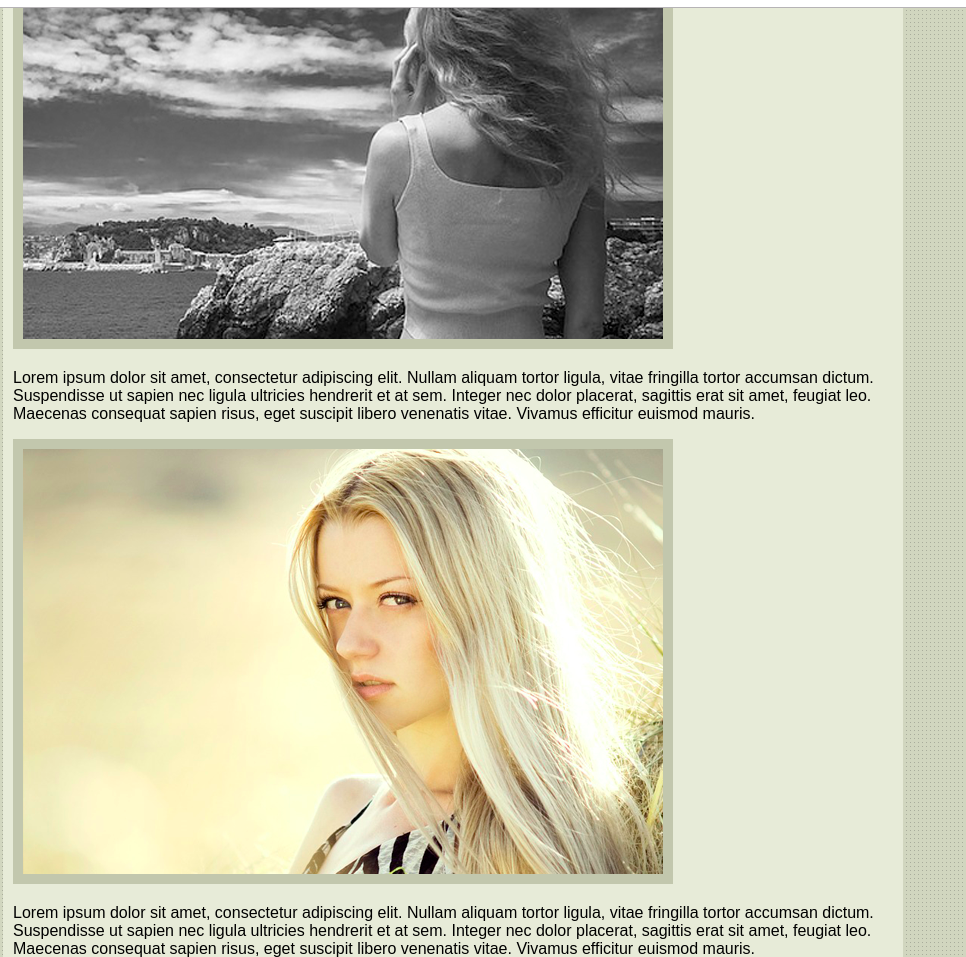 Lorem ipsum dolor sit amet, consectetur adipiscing elit. Nullam aliquam tortor ligula, vitae fringilla tortor accumsan dictum.
Suspendisse ut sapien nec ligula ultricies hendrerit et at sem. Integer nec dolor placerat, sagittis erat sit amet, feugiat leo.
Maecenas consequat sapien risus, eget suscipit libero venenatis vitae. Vivamus efficitur euismod mauris.
Lorem ipsum dolor sit amet, consectetur adipiscing elit. Nullam aliquam tortor ligula, vitae fringilla tortor accumsan dictum.
Suspendisse ut sapien nec ligula ultricies hendrerit et at sem. Integer nec dolor placerat, sagittis erat sit amet, feugiat leo.
Maecenas consequat sapien risus, eget suscipit libero venenatis vitae. Vivamus efficitur euismod mauris.